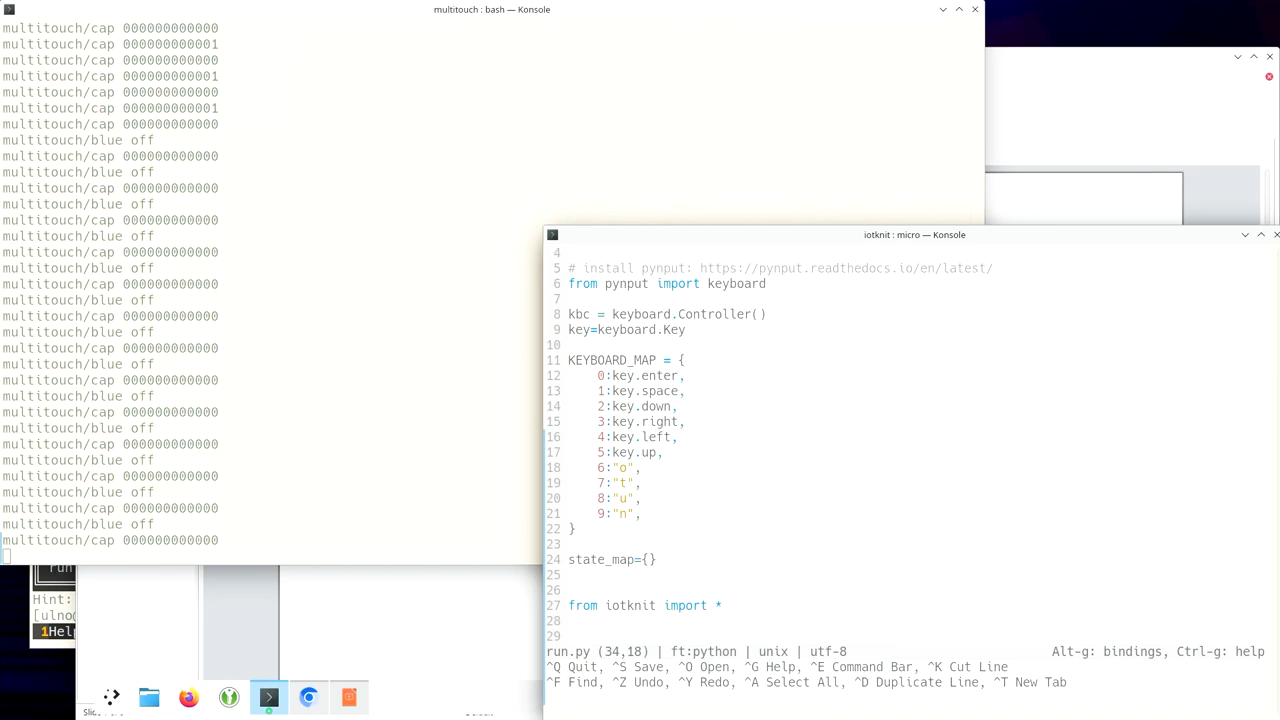 multitouch : bash — Konsole
multitouch/cap 000000000000
multitouch/cap 000000000001
multitouch/cap 000000000000
multitouch/cap 000000000001
multitouch/cap 000000000000
multitouch/cap 000000000001
multitouch/cap 000000000000
multitouch/blue off
multitouch/cap 000000000000
multitouch/blue off
multitouch/cap 000000000000
multitouch/blue off
multitouch/cap 000000000000
multitouch/blue off
multitouch/cap 000000000000
multitouch/blue off
multitouch/cap 000000000000
multitouch/blue off
multitouch/cap 000000000000
multitouch/blue off
multitouch/cap 000000000000
multitouch/blue off
multitouch/cap 000000000000
multitouch/blue off
multitouch/cap 000000000000
multitouch/blue off
multitouch/cap 000000000000
multitouch/blue off
multitouch/cap 000000000000
multitouch/blue off
multitouch/cap 000000000000
multitouch/blue off
multitouch/cap 000000000000
iotknit : micro — Konsole
4
5 # install pynput: https://pynput.readthedocs.io/en/latest/
6 from pynput import keyboard
7
8 kbc = keyboard.Controller()
9 key=keyboard.Key
10
11 KEYBOARD_MAP = {
12     0:key.enter,
13     1:key.space,
14     2:key.down,
15     3:key.right,
16     4:key.left,
17     5:key.up,
18     6:"o",
19     7:"t",
20     8:"u",
21     9:"n",
22 }
23
24 state_map={}
25
26
27 from iotknit import *
28
29
run.py (34,18) | ft:python | unix | utf-8 Alt-g: bindings, Ctrl-g: help
^Q Quit, ^S Save, ^O Open, ^G Help, ^E Command Bar, ^K Cut Line
^F Find, ^Z Undo, ^Y Redo, ^A Select All, ^D Duplicate Line, ^T New Tab
run
Hint:
[ulno
1Hel